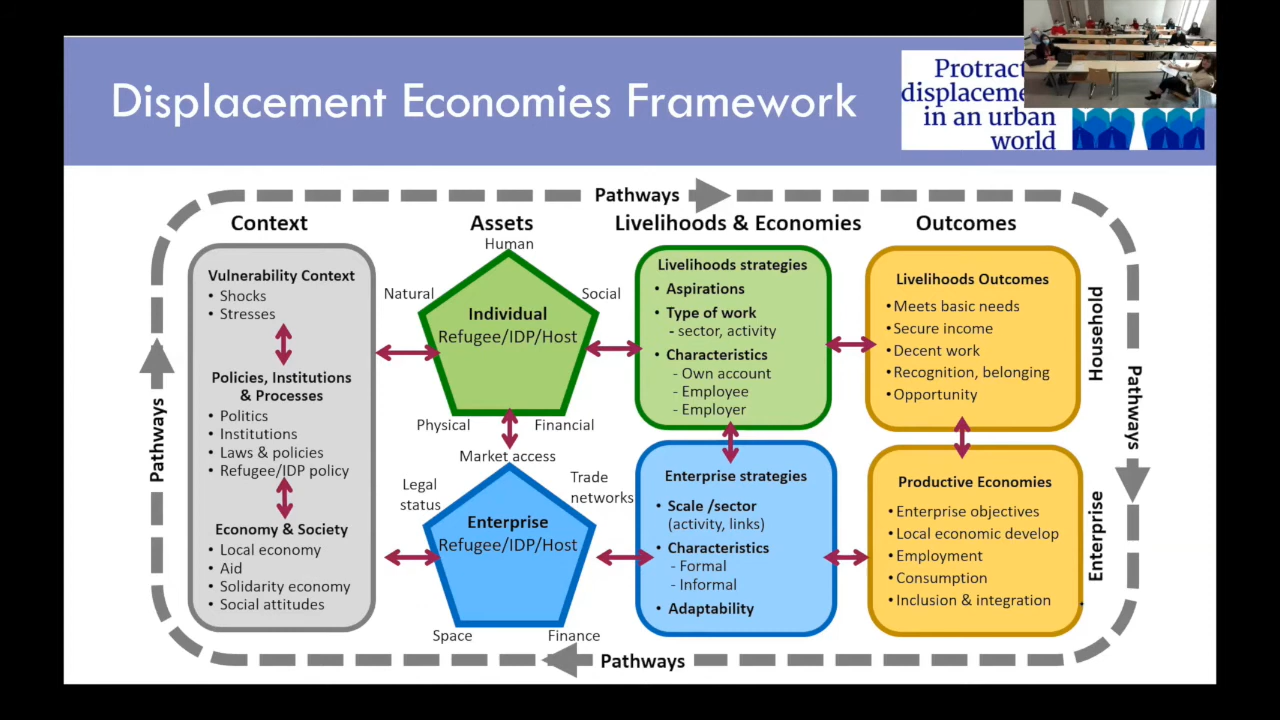 Displacement Economies Framework
Protract
displaceme
in an urban
world
Pathways
Context
Assets
Livelihoods & Economies
Outcomes
Vulnerability Context
• Shocks
• Stresses
Policies, Institutions
& Processes
• Politics
• Institutions
• Laws & policies
• Refugee/IDP policy
Economy & Society
• Local economy
• Aid
• Solidarity economy
• Social attitudes
Human
Natural
Social
Individual
Refugee/IDP/Host
Physical
Financial
Market access
Legal
status
Trade
networks
Enterprise
Refugee/IDP/Host
Space
Finance
Livelihoods strategies
• Aspirations
• Type of work
- sector, activity
• Characteristics
- Own account
- Employee
- Employer
Enterprise strategies
• Scale /sector
(activity, links)
• Characteristics
- Formal
- Informal
• Adaptability
Livelihoods Outcomes
• Meets basic needs
• Secure income
• Decent work
• Recognition, belonging
• Opportunity
Productive Economies
• Enterprise objectives
• Local economic develop
• Employment
• Consumption
• Inclusion & integration
Household
Enterprise
Pathways
Pathways
Pathways